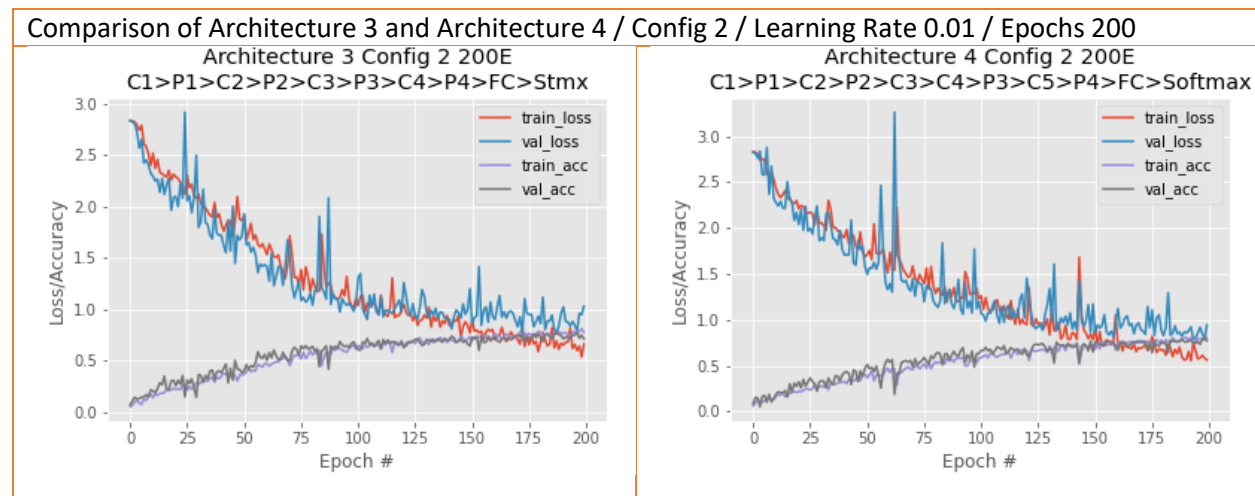 Comparison of Architecture 3 and Architecture 4 / Config 2 / Learning Rate 0.01 / Epochs 200
Architecture 3 Config 2 200E
C1>P1>C2>P2>C3>P3>C4>P4>FC>Stmx
3.0
2.5
2.0
1.5
1.0
0.5
0.0
Loss/Accuracy
train_loss
val_loss
train_acc
val_acc
0 25 50 75 100 125 150 175 200
Epoch #
Architecture 4 Config 2 200E
C1>P1>C2>P2>C3>C4>P3>C5>P4>FC>Softmax
3.0
2.5
2.0
1.5
1.0
0.5
0.0
Loss/Accuracy
train_loss
val_loss
train_acc
val_acc
0 25 50 75 100 125 150 175 200
Epoch #